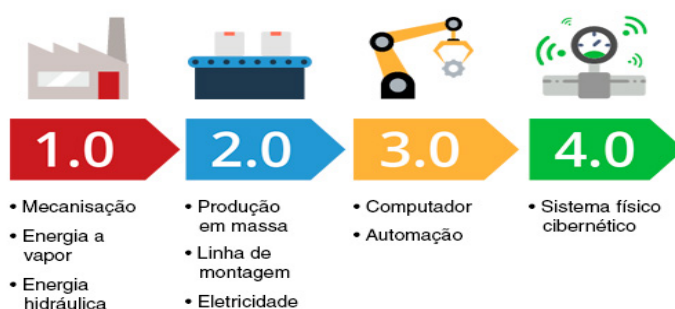 1.0
2.0
3.0
4.0
• Mecanisação
• Energia a
vapor
• Energia
hidráulica
• Produção
em massa
• Linha de
montagem
• Eletricidade
• Computador
• Automação
• Sistema físico
cibernético